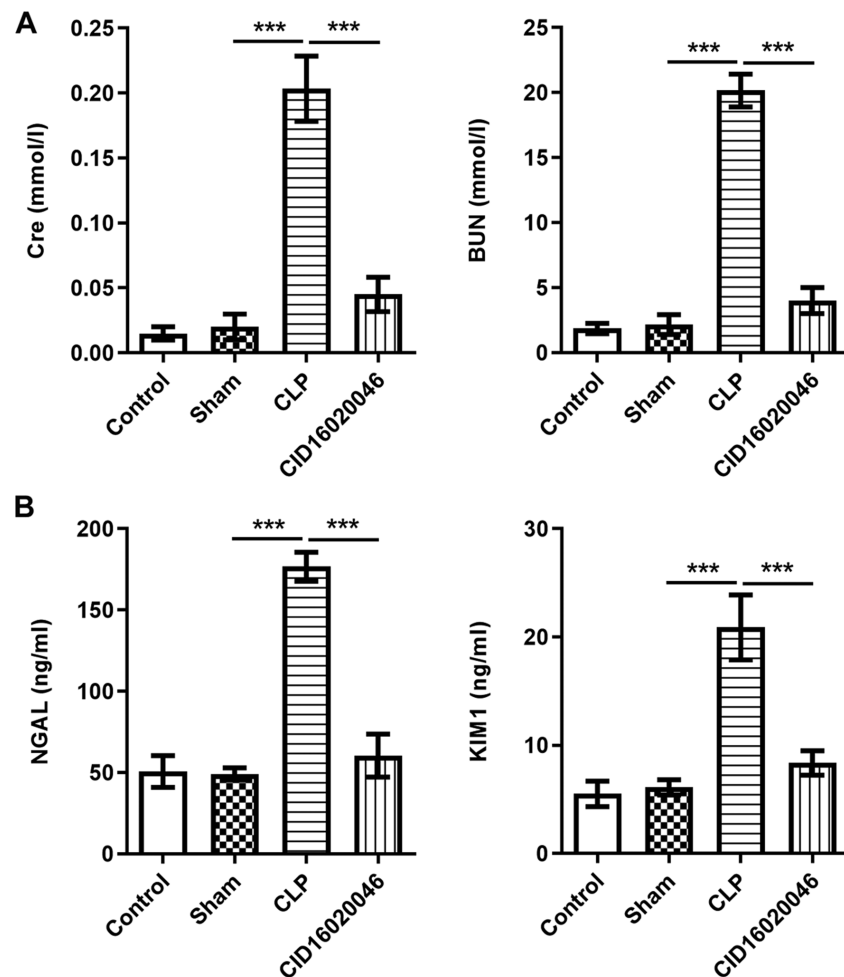 A
Cre (mmol/l)
0.25
0.20
0.15
0.10
0.05
0.00
*** ***
Control
Sham
CLP
CID16020046
BUN (mmol/l)
25
20
15
10
5
0
*** ***
Control
Sham
CLP
CID16020046
B
NGAL (ng/ml)
200
150
100
50
0
*** ***
Control
Sham
CLP
CID16020046
KIM1 (ng/ml)
30
20
10
0
*** ***
Control
Sham
CLP
CID16020046